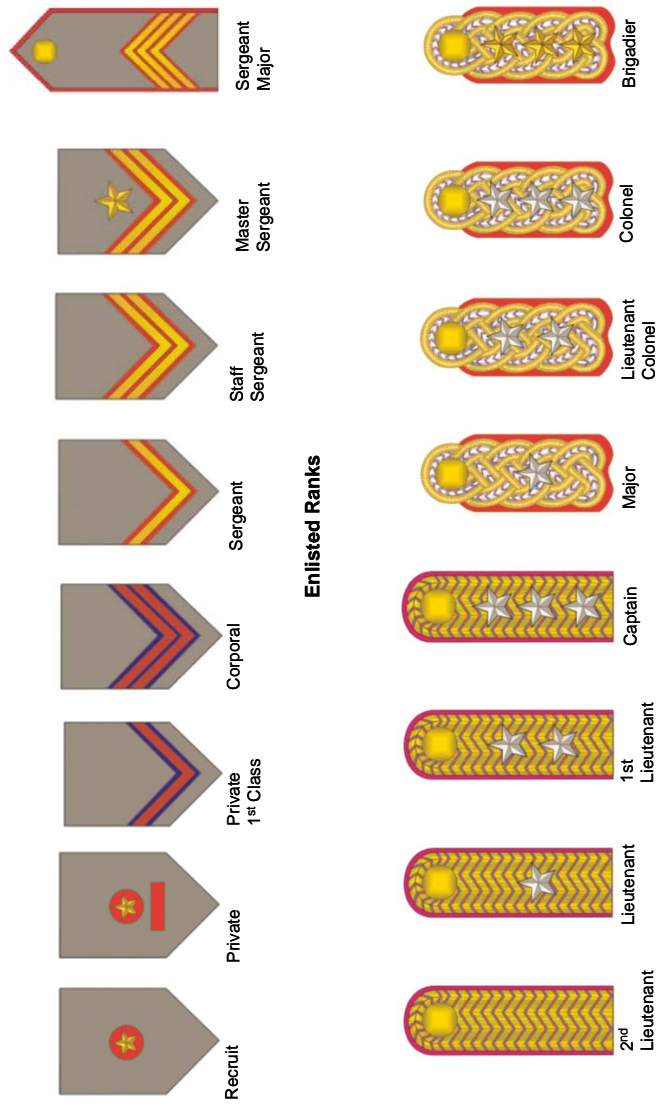 Recruit
Private
Private
1st Class
Corporal
Sergeant
Staff
Sergeant
Master
Sergeant
Sergeant
Major
Enlisted Ranks
2nd
Lieutenant
Lieutenant
1st
Lieutenant
Captain
Major
Lieutenant
Colonel
Colonel
Brigadier